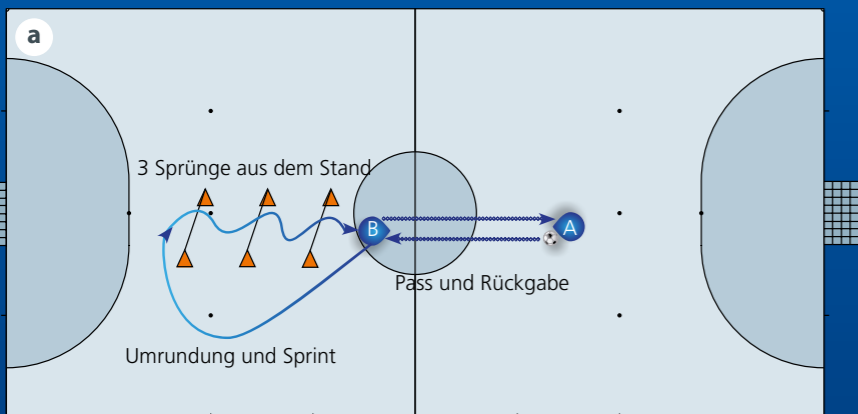 a
3 Sprünge aus dem Stand
B
A
Pass und Rückgabe
Umrundung und Sprint